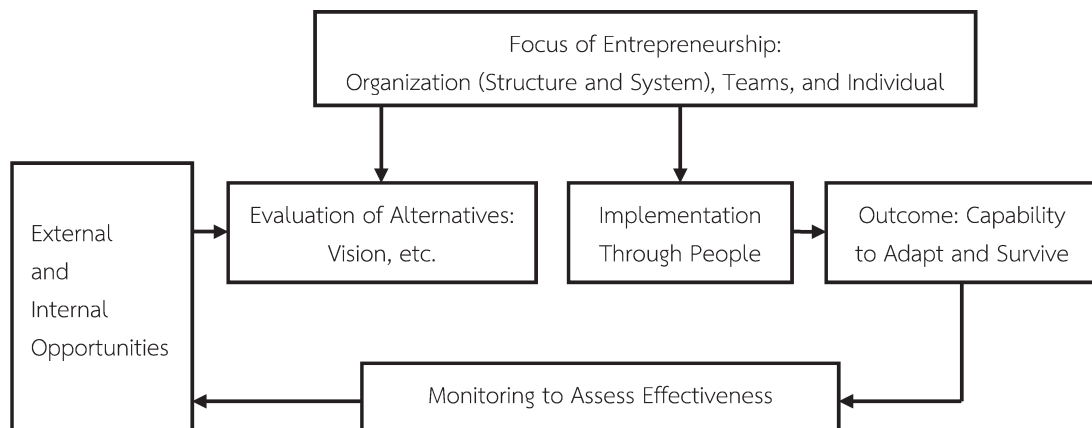 Focus of Entrepreneurship:
Organization (Structure and System), Teams, and Individual
External
and
Internal
Opportunities
Evaluation of Alternatives:
Vision, etc.
Implementation
Through People
Outcome: Capability
to Adapt and Survive
Monitoring to Assess Effectiveness